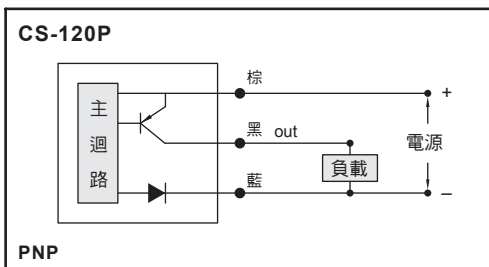 CS-120P
棕
+
主
迴
路
黑 out
電源
負載
藍
−
PNP